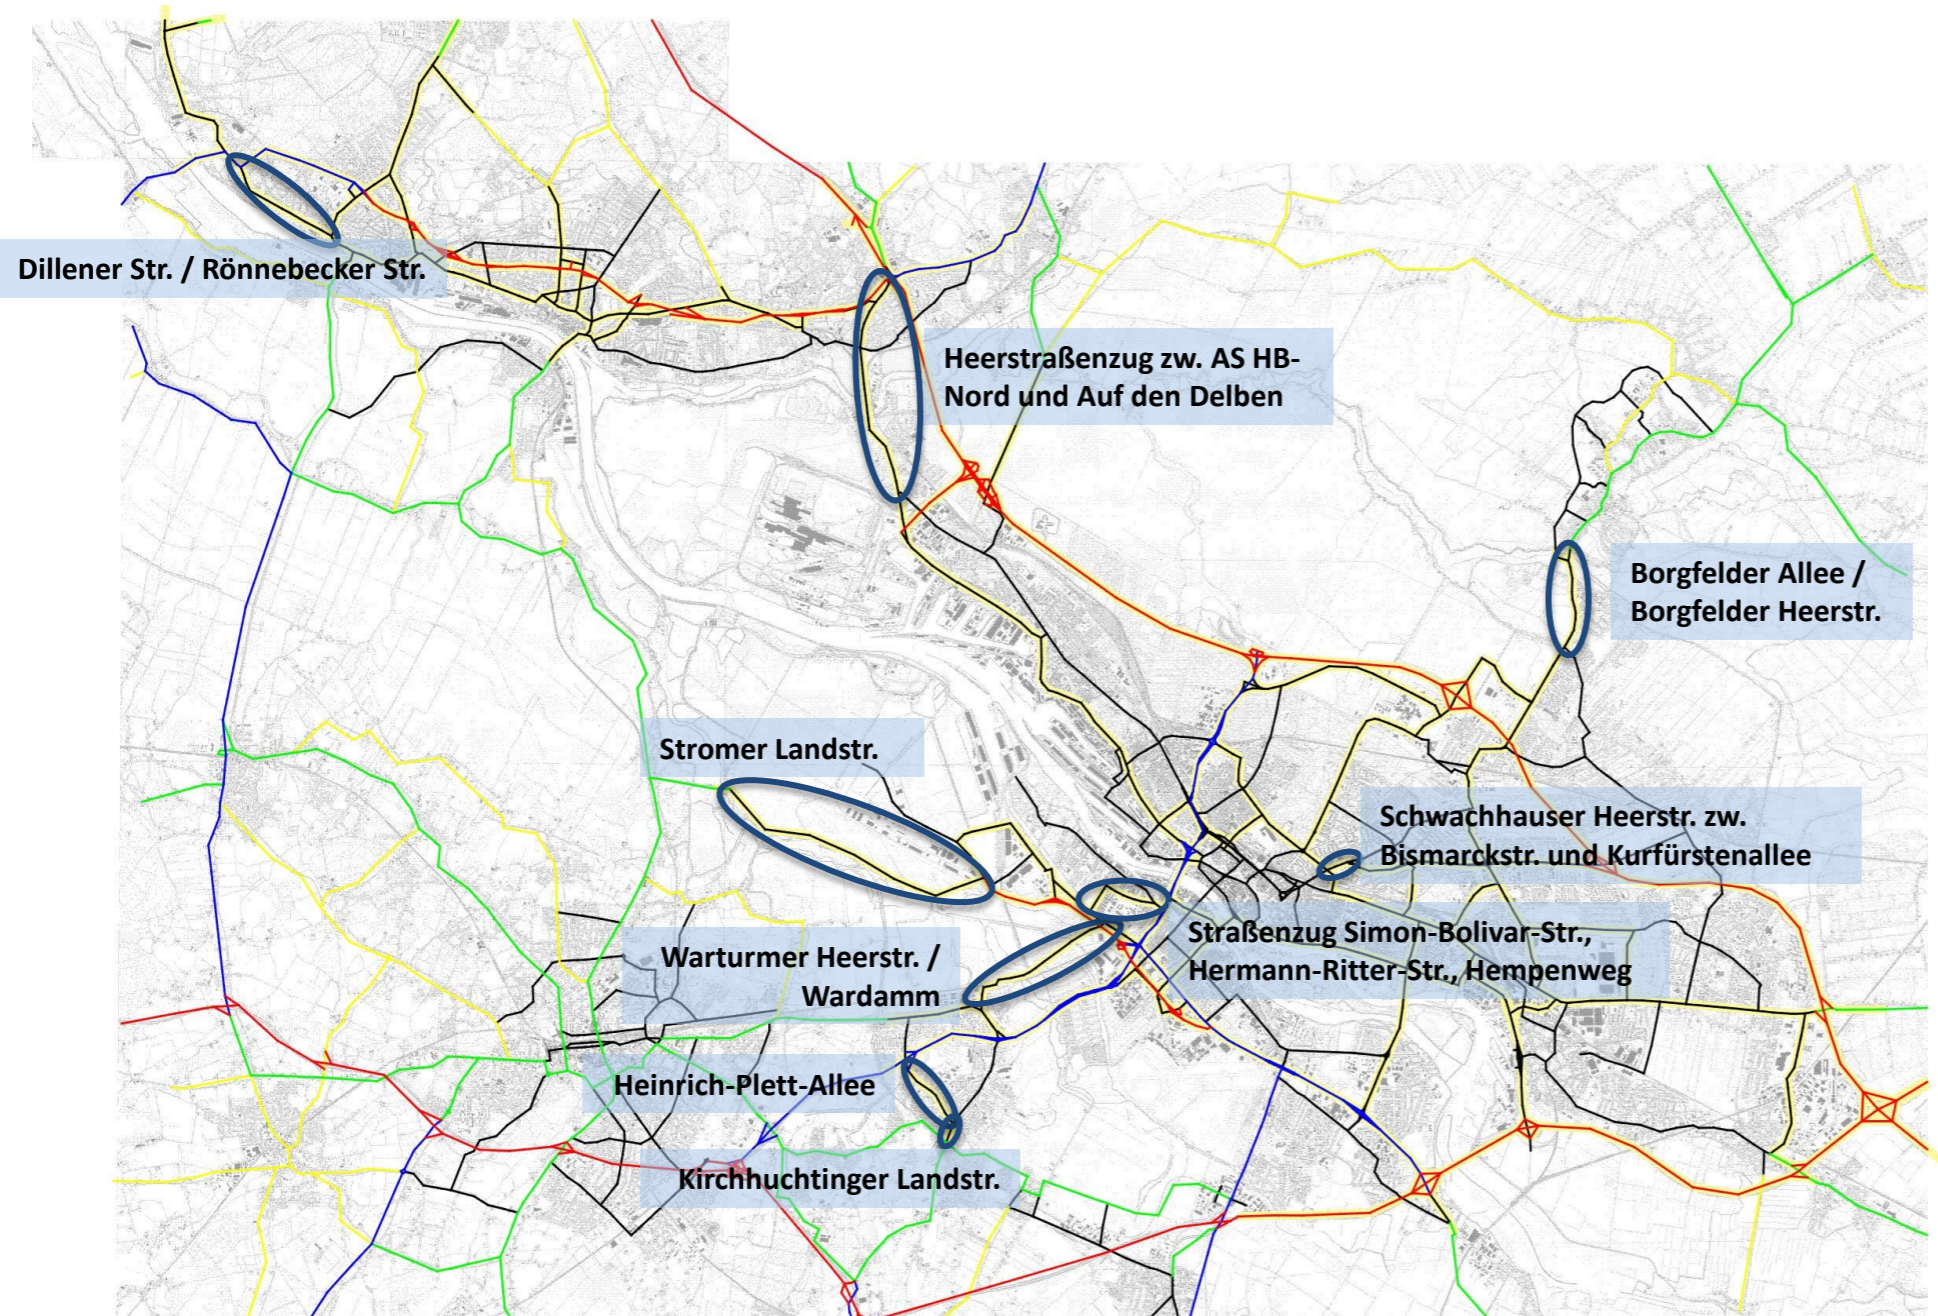 Dillener Str. / Rönnebecker Str.
Heerstraßenzug zw. AS HB-
Nord und Auf den Delben
Borgfelder Allee /
Borgfelder Heerstr.
Stromer Landstr.
Schwachhauser Heerstr. zw.
Bismarckstr. und Kurfürstenallee
Straßenzug Simon-Bolivar-Str.,
Hermann-Ritter-Str., Hempenweg
Warturmer Heerstr. /
Wardamm
Heinrich-Plett-Allee
Kirchhuchtinger Landstr.